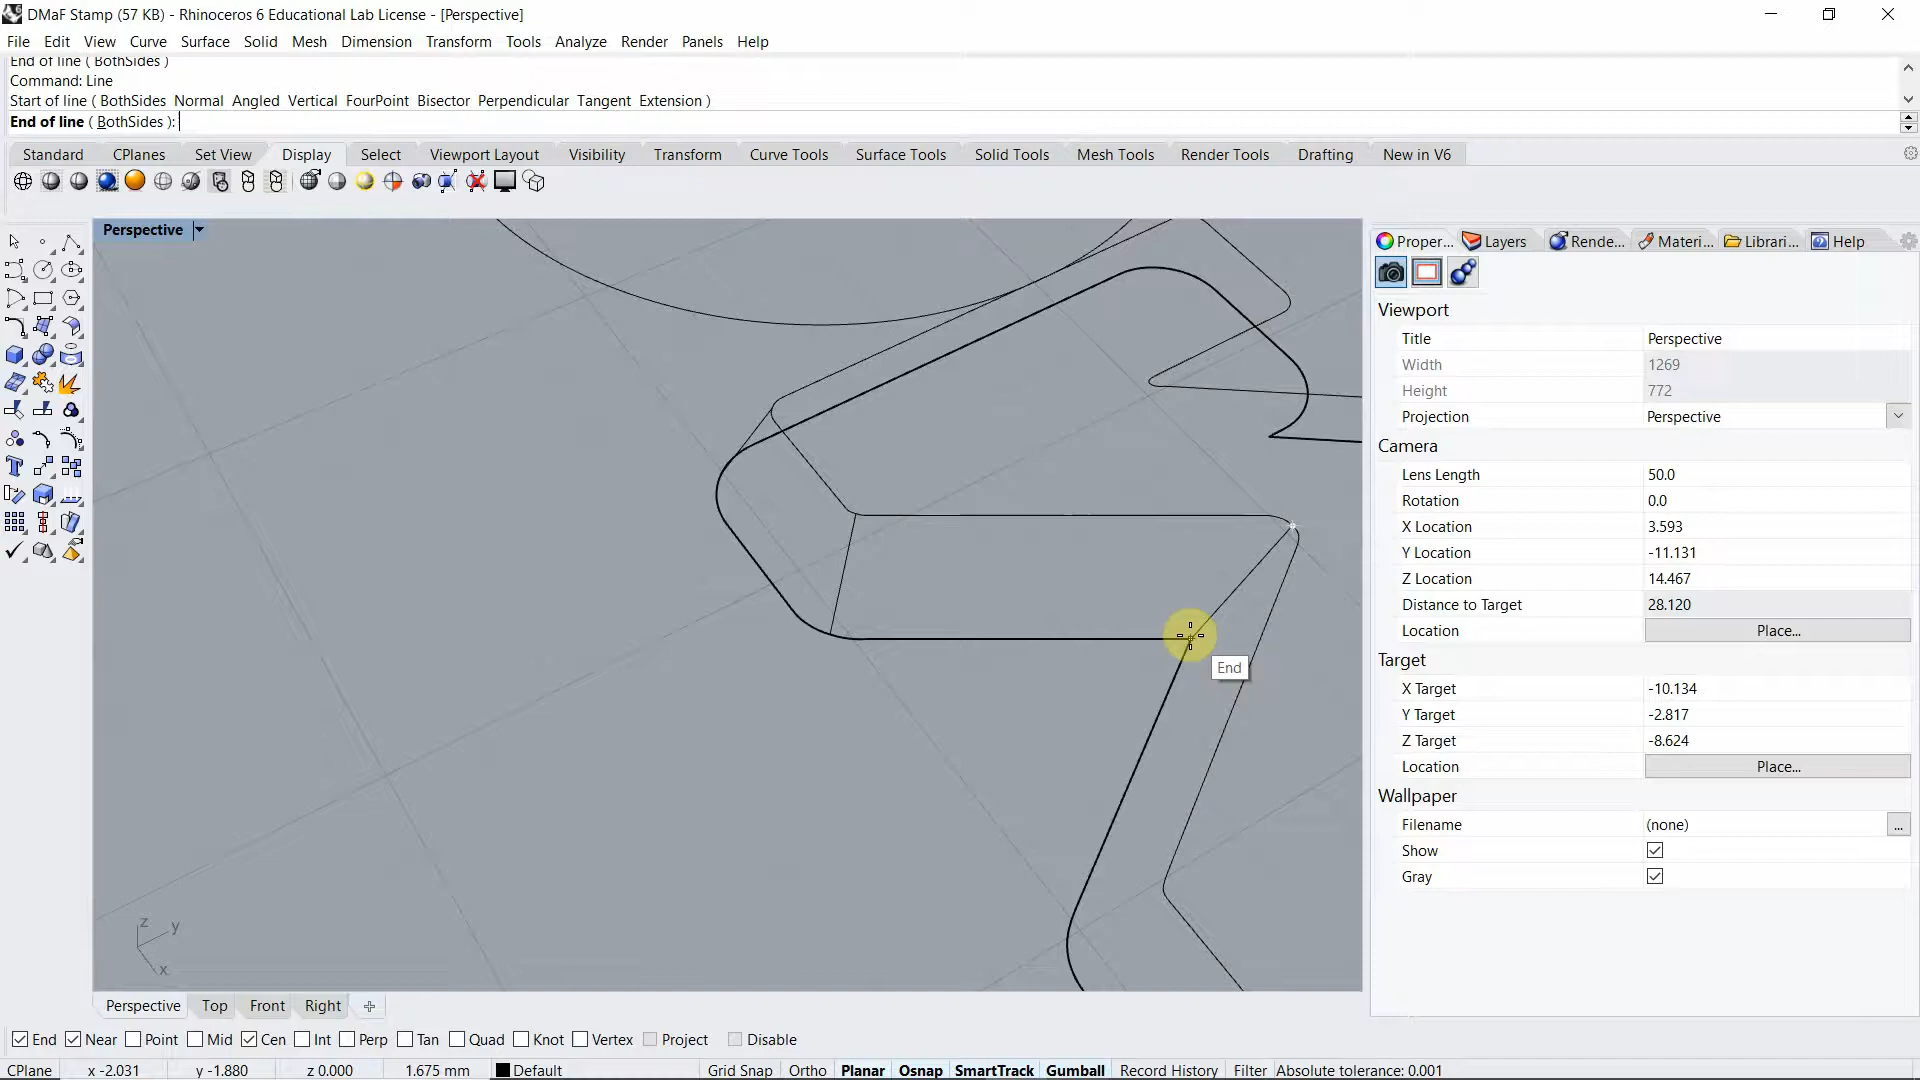 DMaF Stamp (57 KB) - Rhinoceros 6 Educational Lab License - [Perspective]
File Edit View Curve Surface Solid Mesh Dimension Transform Tools Analyze Render Panels Help
End of line ( BothSides )
Command: Line
Start of line ( BothSides Normal Angled Vertical FourPoint Bisector Perpendicular Tangent Extension )
End of line ( BothSides ):
Standard CPlanes Set View Display Select Viewport Layout Visibility Transform Curve Tools Surface Tools Solid Tools Mesh Tools Render Tools Drafting New in V6
Perspective
Proper... Layers Rende... Materi... Librari... Help
Viewport
Title Perspective
Width 1269
Height 772
Projection Perspective
Camera
Lens Length 50.0
Rotation 0.0
X Location 3.593
Y Location -11.131
Z Location 14.467
Distance to Target 28.120
Location Place...
Target
X Target -10.134
Y Target -2.817
Z Target -8.624
Location Place...
Wallpaper
Filename (none) ...
Show
Gray
End
z
y
x
Perspective Top Front Right
End Near Point Mid Cen Int Perp Tan Quad Knot Vertex Project Disable
CPlane x -2.031 y -1.880 z 0.000 1.675 mm Default Grid Snap Ortho Planar Osnap SmartTrack Gumball Record History Filter Absolute tolerance: 0.001